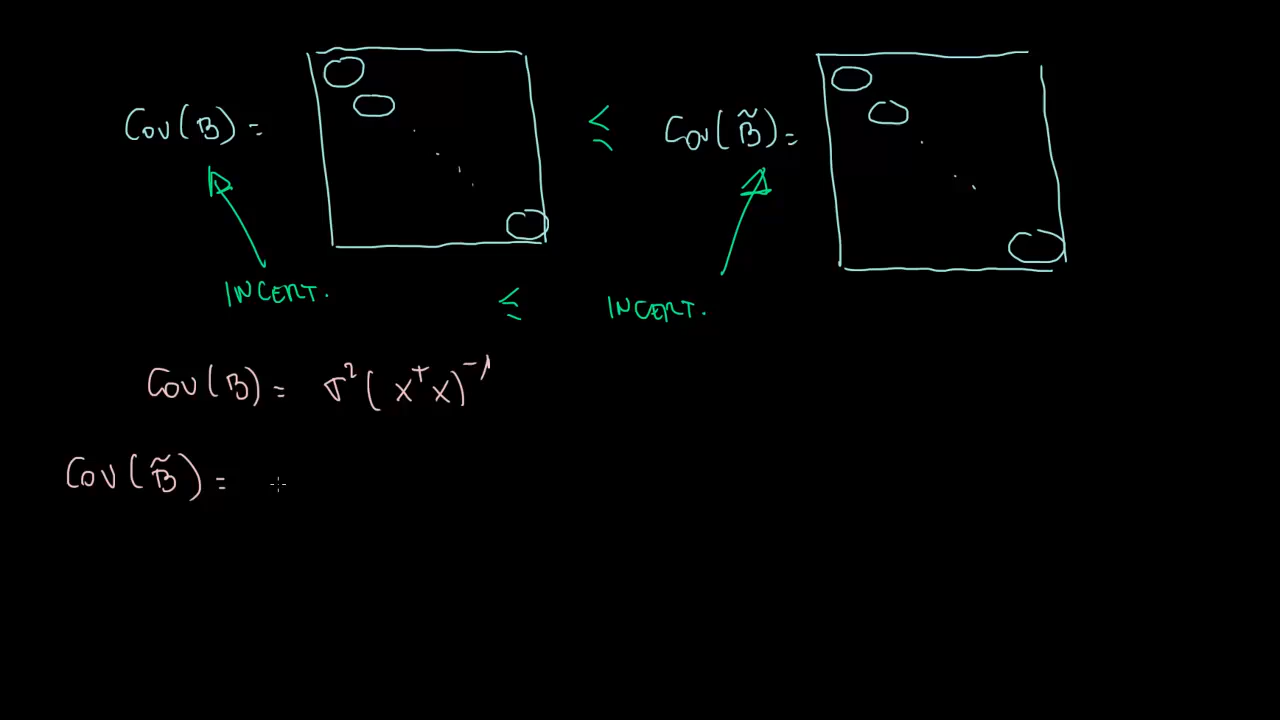 Cov(B) = ≤ Cov(B̃) =
INCERT. ≤ INCERT.
Cov(B) = σ²(XᵀX)⁻¹
Cov(B̃) =